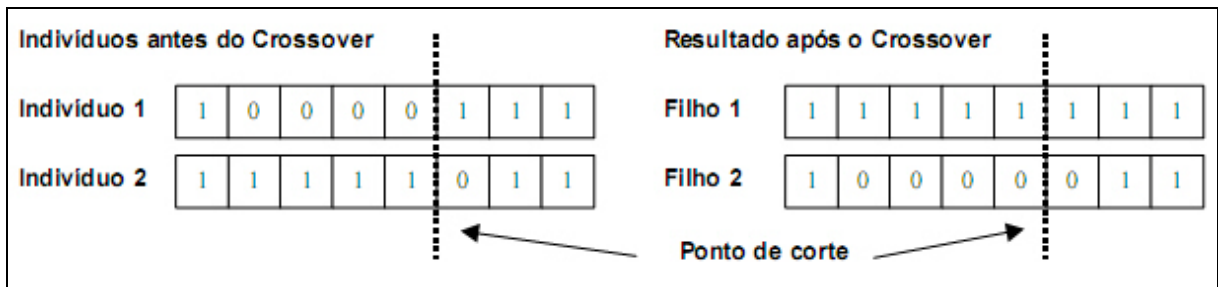 Indivíduos antes do Crossover
Indivíduo 1 1 0 0 0 0 1 1 1
Indivíduo 2 1 1 1 1 1 0 1 1
Resultado após o Crossover
Filho 1 1 1 1 1 1 1 1 1
Filho 2 1 0 0 0 0 0 1 1
Ponto de corte